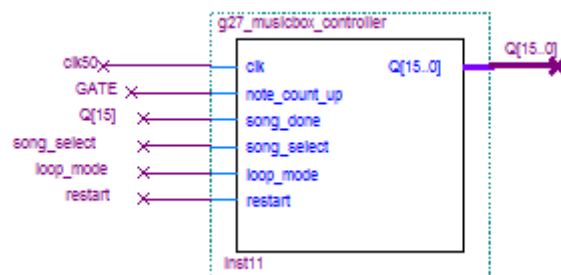 g27_musicbox_controller
clk50 clk Q[15..0] Q[15..0]
GATE note_count_up
Q[15] song_done
song_select song_select
loop_mode loop_mode
restart restart
inst11